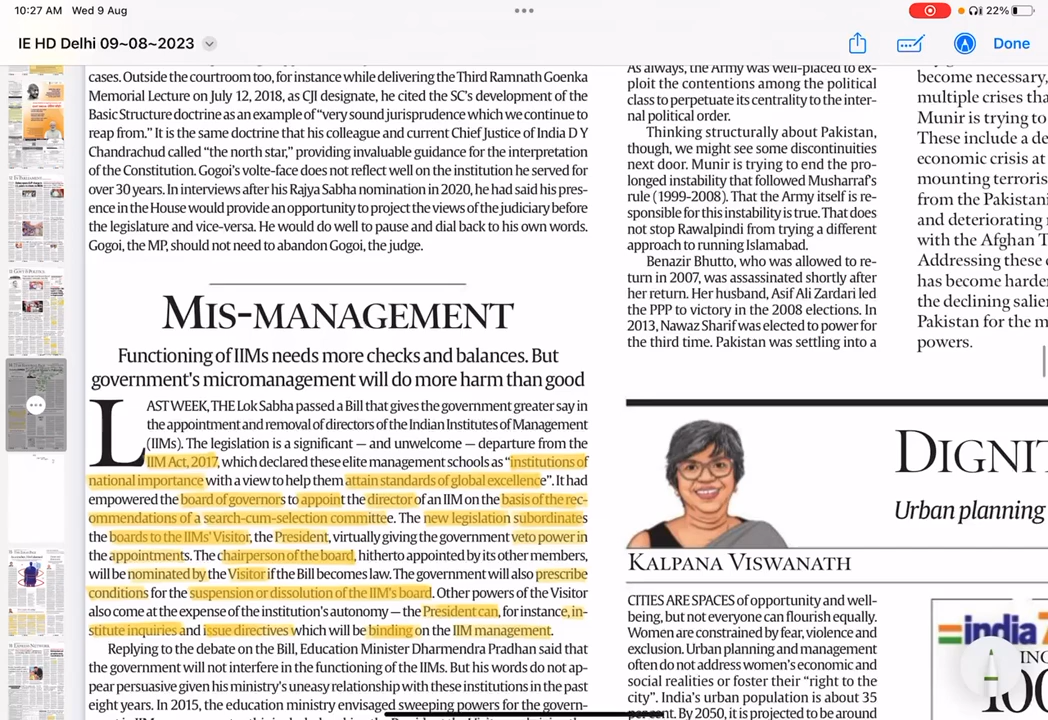 10:27 AM Wed 9 Aug
22%
IE HD Delhi 09~08~2023
Done
cases. Outside the courtroom too, for instance while delivering the Third Ramnath Goenka
Memorial Lecture on July 12, 2018, as CJI designate, he cited the SC's development of the
Basic Structure doctrine as an example of "very sound jurisprudence which we continue to
reap from." It is the same doctrine that his colleague and current Chief Justice of India D Y
Chandrachud called "the north star," providing invaluable guidance for the interpretation
of the Constitution. Gogoi's volte-face does not reflect well on the institution he served for
over 30 years. In interviews after his Rajya Sabha nomination in 2020, he had said his pres-
ence in the House would provide an opportunity to project the views of the judiciary before
the legislature and vice-versa. He would do well to pause and dial back to his own words.
Gogoi, the MP, should not need to abandon Gogoi, the judge.
MIS-MANAGEMENT
Functioning of IIMs needs more checks and balances. But
government's micromanagement will do more harm than good
LAST WEEK, THE Lok Sabha passed a Bill that gives the government greater say in
the appointment and removal of directors of the Indian Institutes of Management
(IIMs). The legislation is a significant — and unwelcome — departure from the
IIM Act, 2017, which declared these elite management schools as "institutions of
national importance with a view to help them attain standards of global excellence". It had
empowered the board of governors to appoint the director of an IIM on the basis of the rec-
ommendations of a search-cum-selection committee. The new legislation subordinates
the boards to the IIMs' Visitor, the President, virtually giving the government veto power in
the appointments. The chairperson of the board, hitherto appointed by its other members,
will be nominated by the Visitor if the Bill becomes law. The government will also prescribe
conditions for the suspension or dissolution of the IIM's board. Other powers of the Visitor
also come at the expense of the institution's autonomy — the President can, for instance, in-
stitute inquiries and issue directives which will be binding on the IIM management.
Replying to the debate on the Bill, Education Minister Dharmendra Pradhan said that
the government will not interfere in the functioning of the IIMs. But his words do not ap-
pear persuasive given his ministry's uneasy relationship with these institutions in the past
eight years. In 2015, the education ministry envisaged sweeping powers for the govern-
As always, the Army was well-placed to ex-
ploit the contentions among the political
class to perpetuate its centrality to the inter-
nal political order.
Thinking structurally about Pakistan,
though, we might see some discontinuities
next door. Munir is trying to end the pro-
longed instability that followed Musharraf's
rule (1999-2008). That the Army itself is re-
sponsible for this instability is true. That does
not stop Rawalpindi from trying a different
approach to running Islamabad.
Benazir Bhutto, who was allowed to re-
turn in 2007, was assassinated shortly after
her return. Her husband, Asif Ali Zardari led
the PPP to victory in the 2008 elections. In
2013, Nawaz Sharif was elected to power for
the third time. Pakistan was settling into a
become necessary,
multiple crises tha
Munir is trying to
These include a de
economic crisis at
mounting terroris
from the Pakistani
and deteriorating
with the Afghan T
Addressing these
has become harder
the declining salier
Pakistan for the m
powers.
DIGNIT
Urban planning
KALPANA VISWANATH
CITIES ARE SPACES of opportunity and well-
being, but not everyone can flourish equally.
Women are constrained by fear, violence and
exclusion. Urban planning and management
often do not address women's economic and
social realities or foster their "right to the
city". India's urban population is about 35
per cent. By 2050, it is projected to be around
india